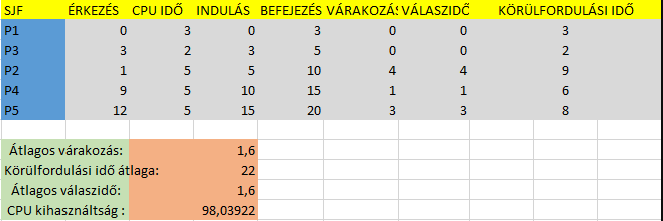 SJF ÉRKEZÉS CPU IDŐ INDULÁS BEFEJEZÉS VÁRAKOZÁS VÁLASZIDŐ KÖRÜLFORDULÁSI IDŐ
P1 0 3 0 3 0 0 3
P3 3 2 3 5 0 0 2
P2 1 5 5 10 4 4 9
P4 9 5 10 15 1 1 6
P5 12 5 15 20 3 3 8
Átlagos várakozás: 1,6
Körülfordulási idő átlaga: 22
Átlagos válaszidő: 1,6
CPU kihasználtság : 98,03922